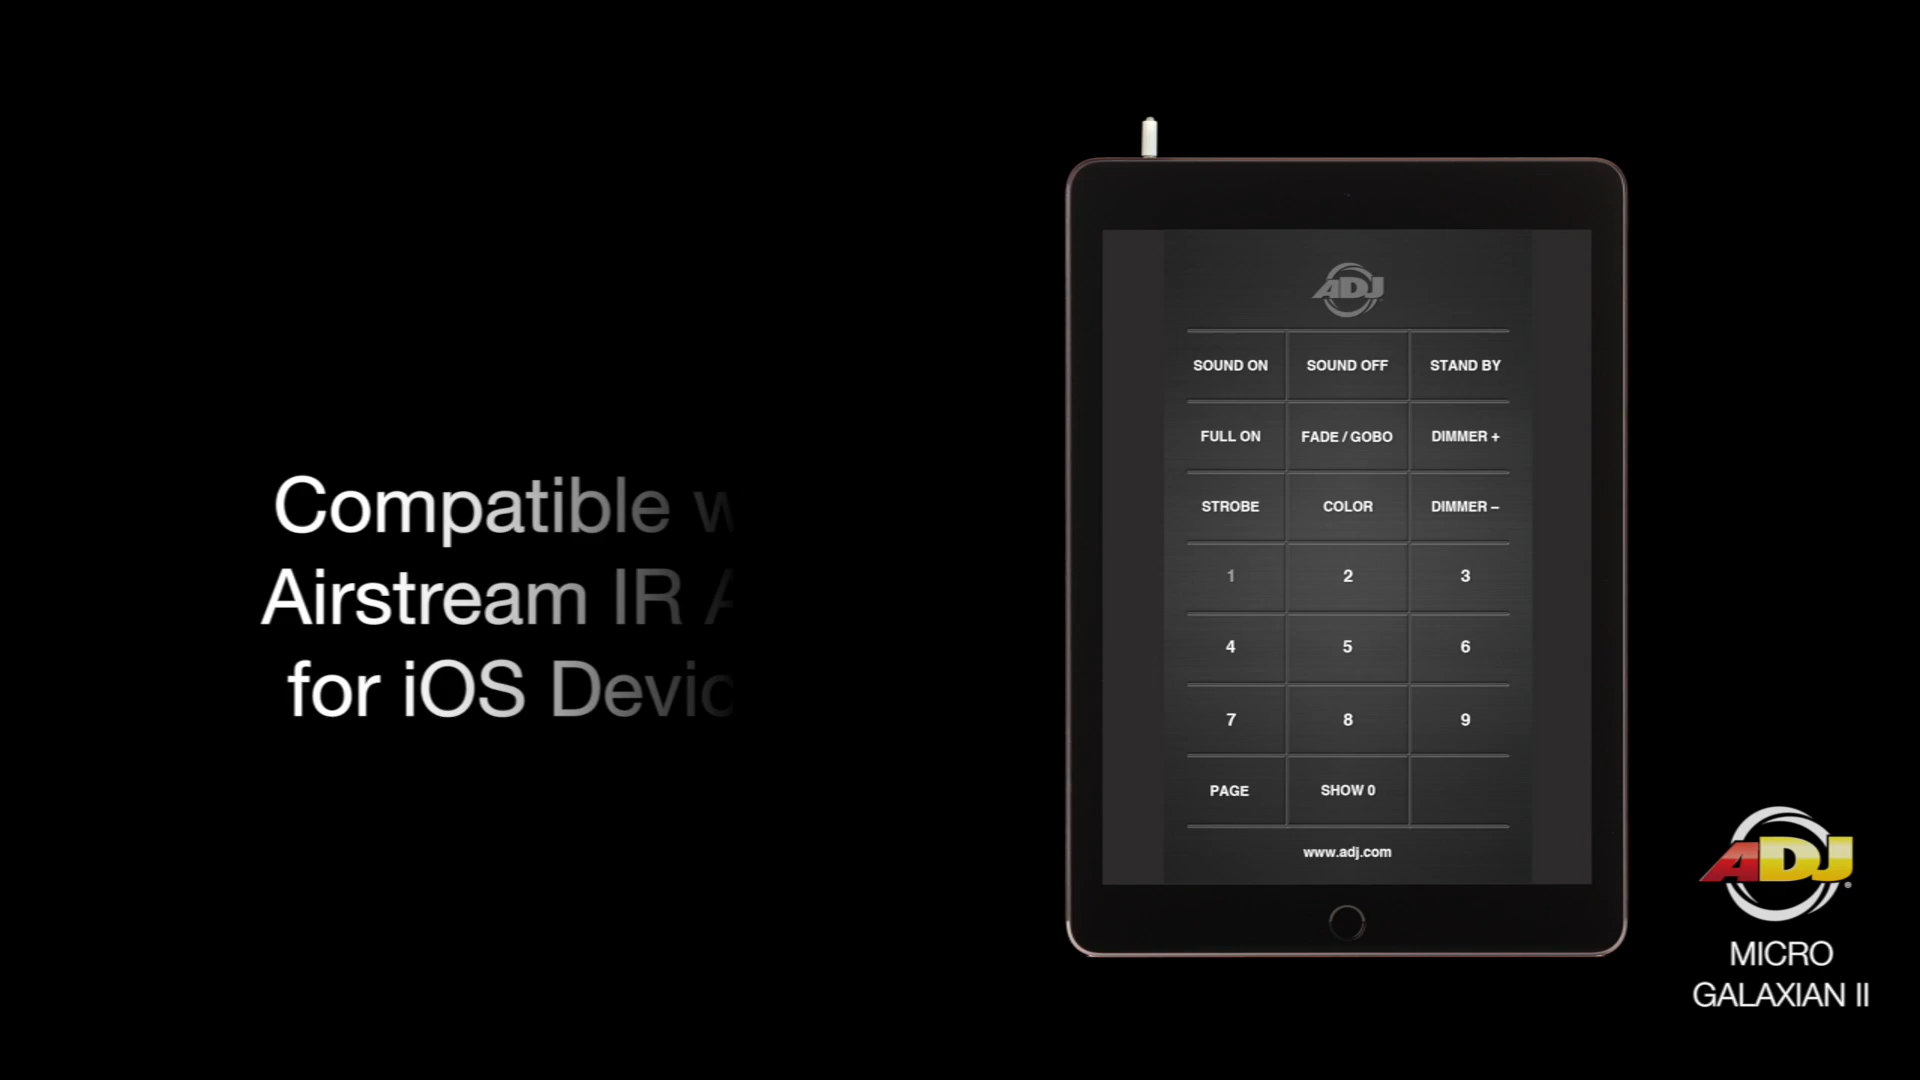 Compatible w
Airstream IR A
for iOS Devic
ADJ
SOUND ON SOUND OFF STAND BY
FULL ON FADE / GOBO DIMMER +
STROBE COLOR DIMMER –
1 2 3
4 5 6
7 8 9
PAGE SHOW 0
www.adj.com
ADJ
MICRO
GALAXIAN II